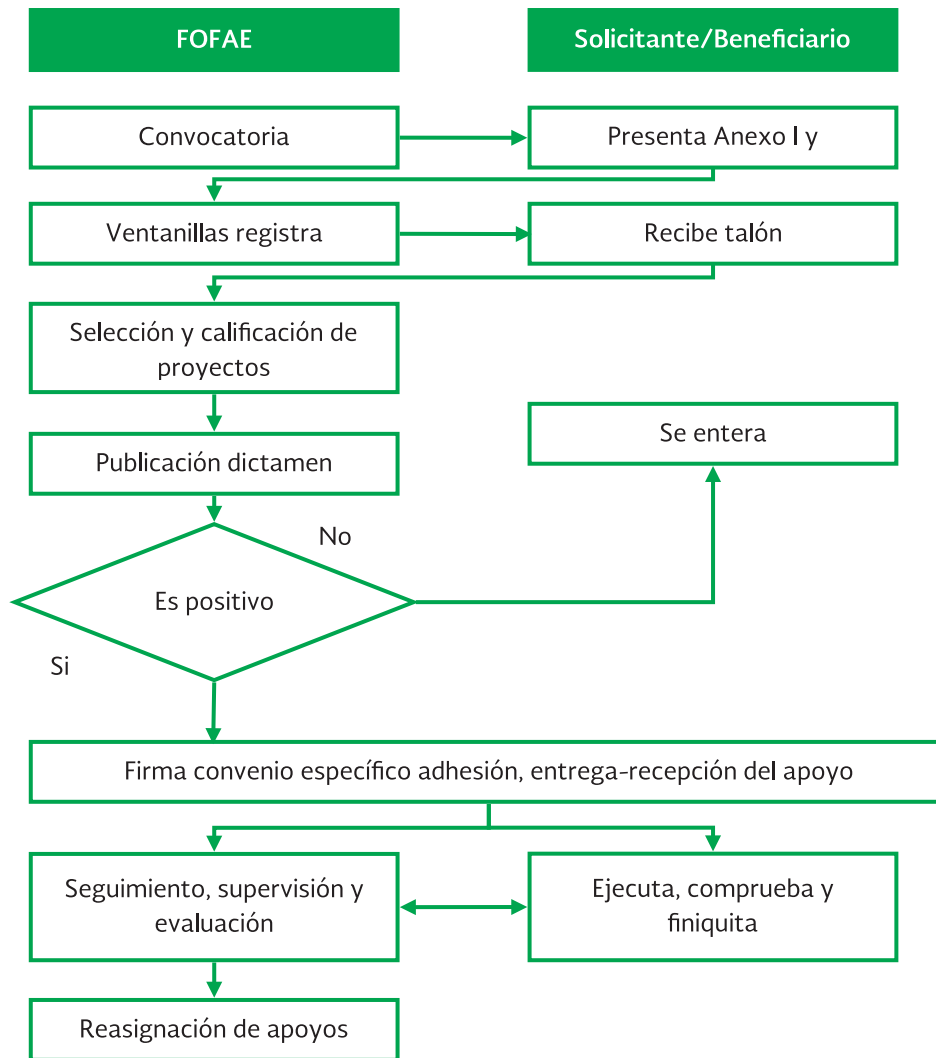 FOFAE
Solicitante/Beneficiario
Convocatoria
Presenta Anexo I y
Ventanillas registra
Recibe talón
Selección y calificación de
proyectos
Se entera
Publicación dictamen
No
Es positivo
Si
Firma convenio específico adhesión, entrega-recepción del apoyo
Seguimiento, supervisión y
evaluación
Ejecuta, comprueba y
finiquita
Reasignación de apoyos